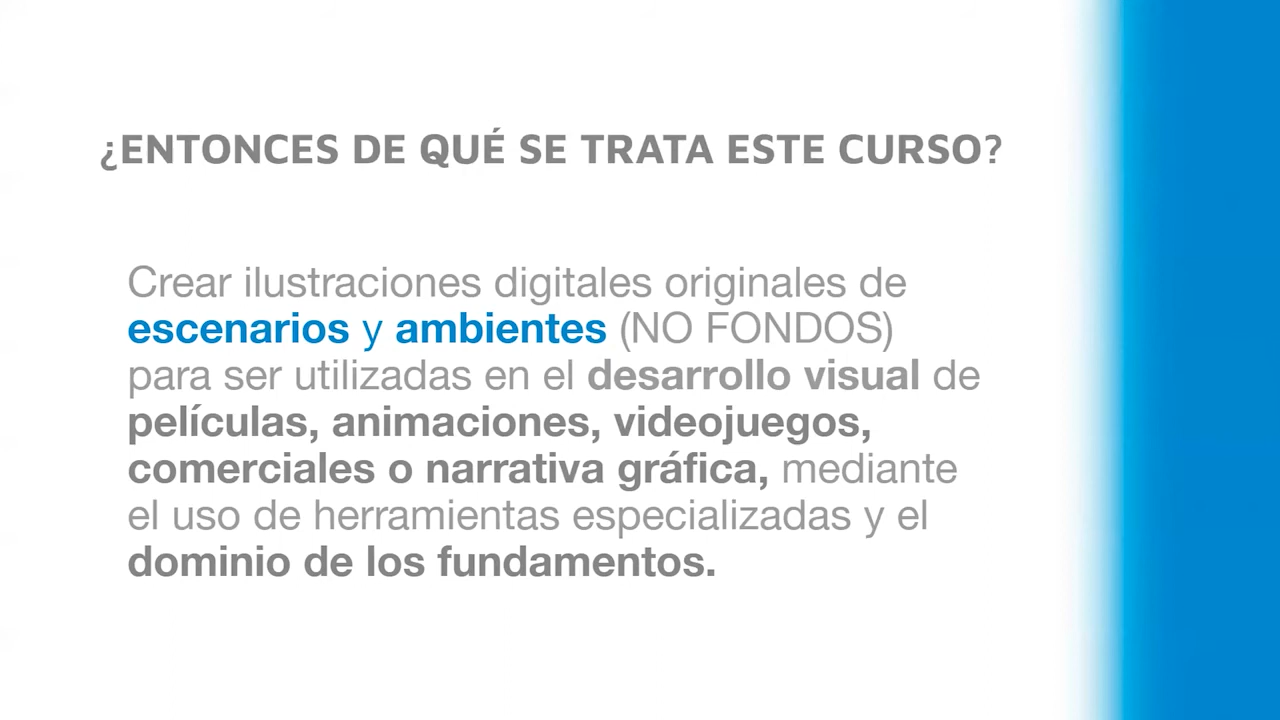 ¿ENTONCES DE QUÉ SE TRATA ESTE CURSO?
Crear ilustraciones digitales originales de
escenarios y ambientes (NO FONDOS)
para ser utilizadas en el desarrollo visual de
películas, animaciones, videojuegos,
comerciales o narrativa gráfica, mediante
el uso de herramientas especializadas y el
dominio de los fundamentos.